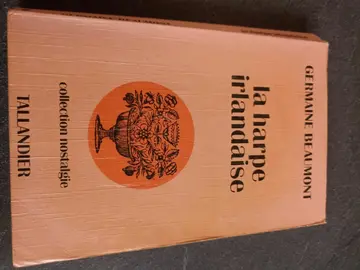 GERMAINE BEAUMONT
la harpe
irlandaise
collection nostalgie
TALLANDIER